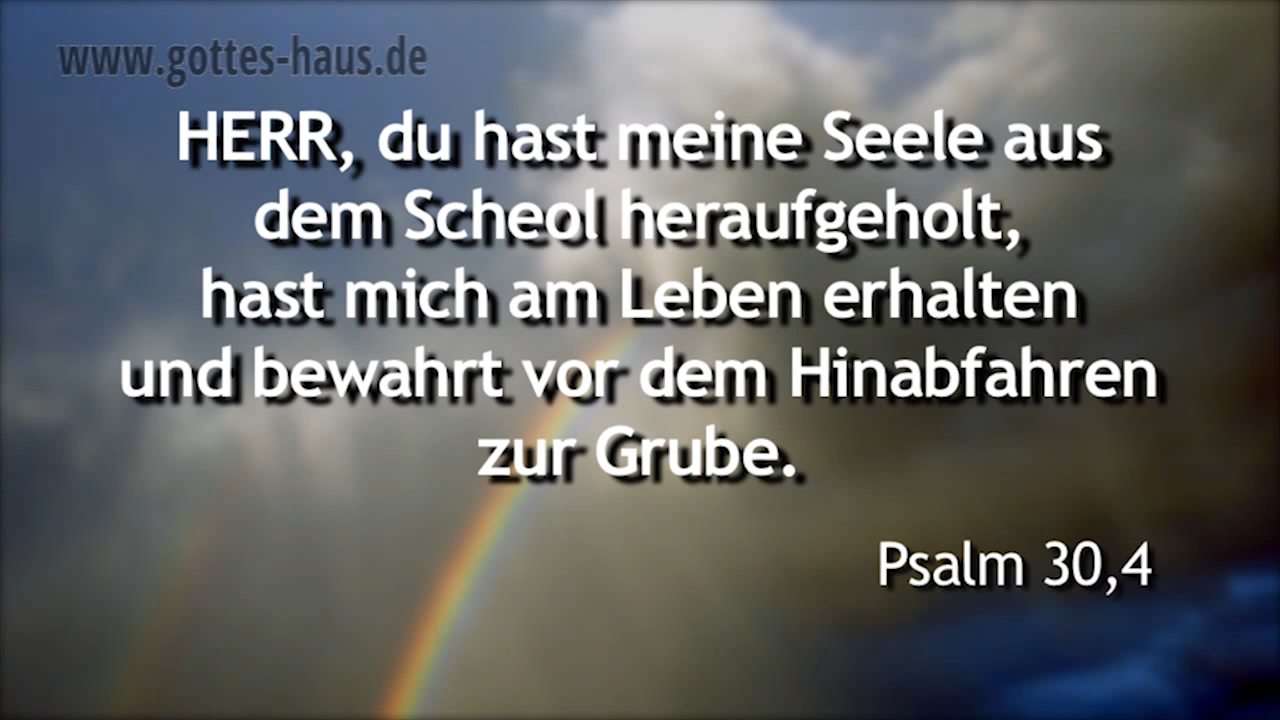 www.gottes-haus.de
HERR, du hast meine Seele aus
dem Scheol heraufgeholt,
hast mich am Leben erhalten
und bewahrt vor dem Hinabfahren
zur Grube.
Psalm 30,4